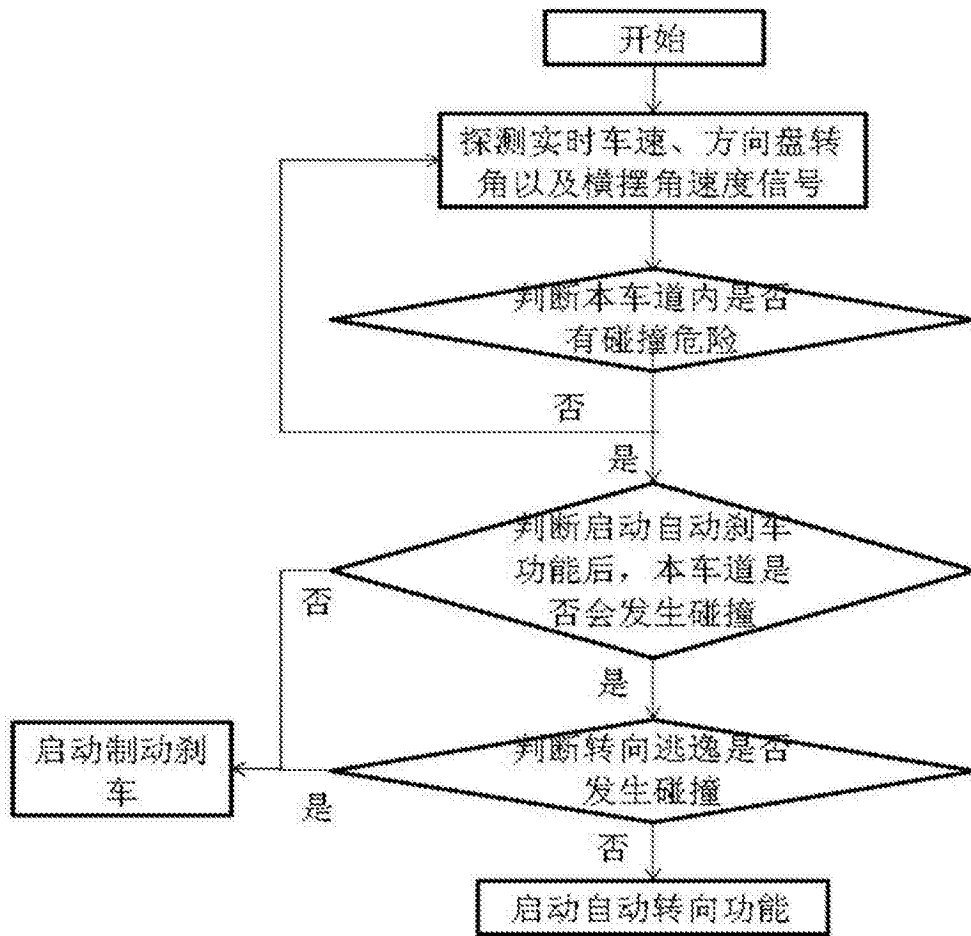 开始
探测实时车速、方向盘转
角以及横摆角速度信号
判断本车道内是否
有碰撞危险
否
是
判断启动自动刹车
功能后，本车道是
否会发生碰撞
否
是
启动制动刹
车
判断转向逃逸是否
发生碰撞
是
否
启动自动转向功能